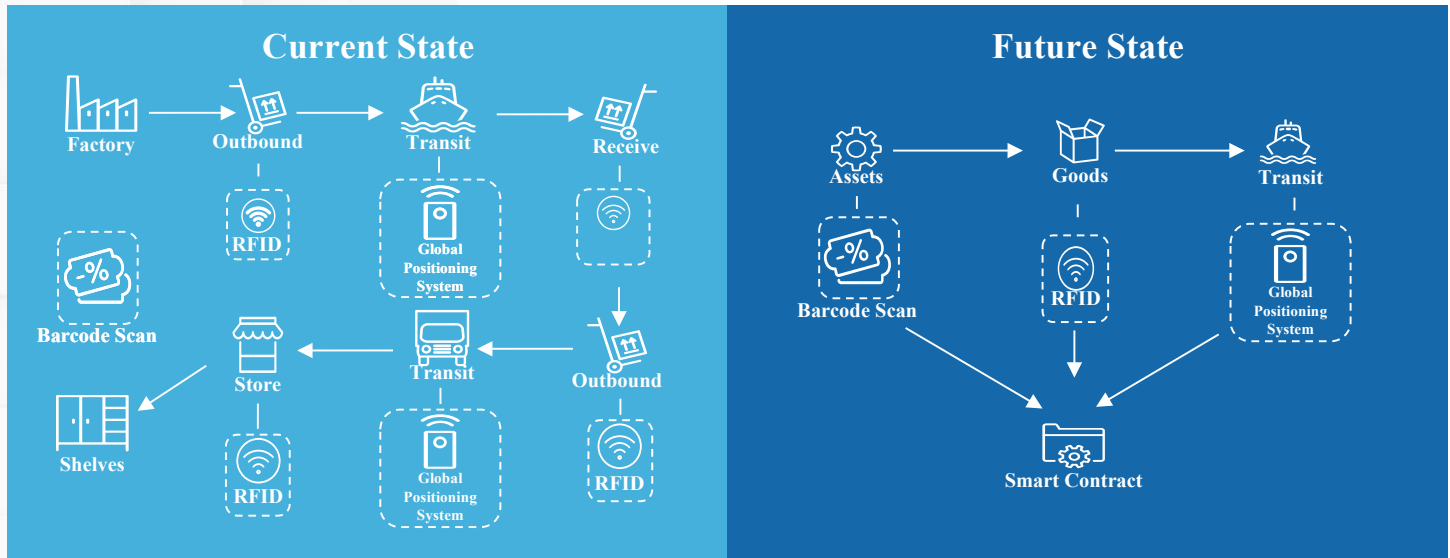 Current State
Factory
Outbound
Transit
Receive
RFID
Global
Positioning
System
Barcode Scan
Store
Transit
Outbound
Shelves
RFID
Global
Positioning
System
RFID
Future State
Assets
Goods
Transit
Barcode Scan
RFID
Global
Positioning
System
Smart Contract